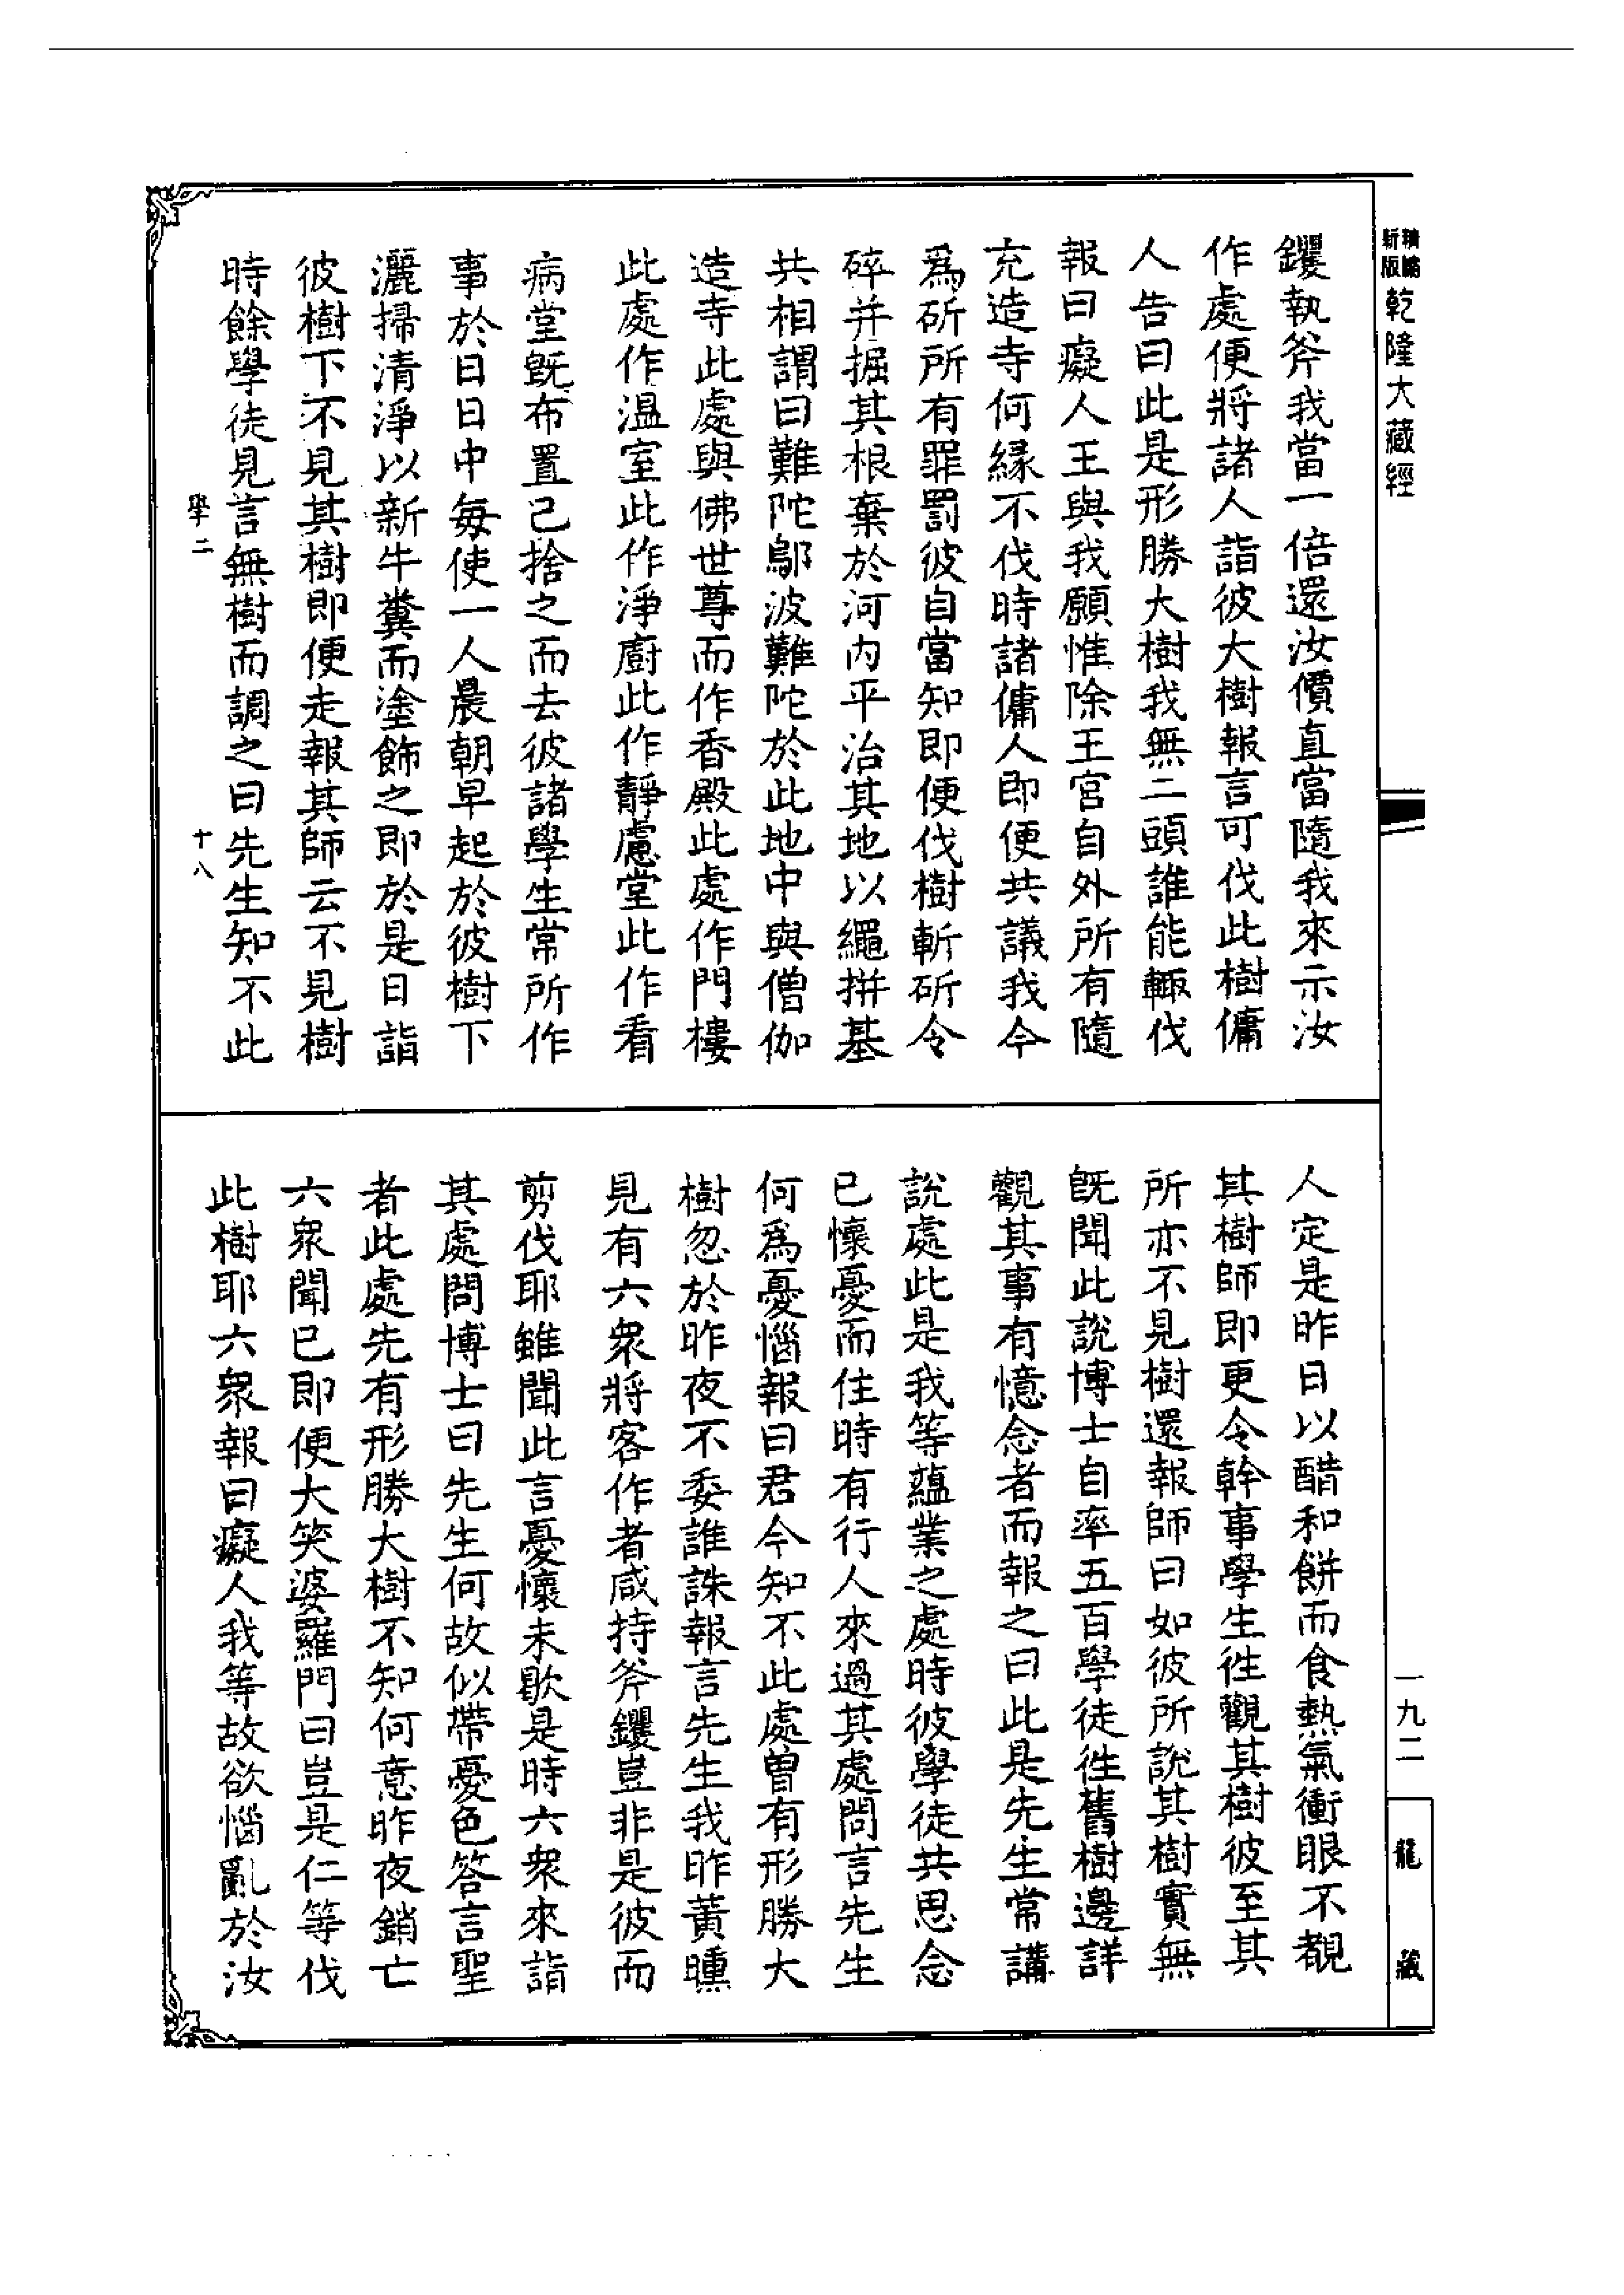 新版
精縮
乾隆大藏經
钁執斧我當一倍還汝價直當隨我來示汝
作處便將諸人詣彼大樹報言可伐此樹傭
人告曰此是形勝大樹我無二頭誰能輙伐
報曰癡人王與我願惟除王宮自外所有隨
充造寺何緣不伐時諸傭人即便共議我今
爲斫所有罪罰彼自當知即便伐樹斬斫令
碎并掘其根棄於河内平治其地以繩拼基
共相謂曰難陀鄔波難陀於此地中與僧伽
造寺此處與佛世尊而作香殿此處作門樓
此處作温室此作淨廚此作靜慮堂此作看
病堂旣布置已捨之而去彼諸學生常所作
事於日日中每使一人晨朝早起於彼樹下
灑掃清淨以新牛糞而塗飾之即於是日詣
彼樹下不見其樹即便走報其師云不見樹
時餘學徒見言無樹而調之曰先生知不此
學二
十八
人定是昨日以醋和餅而食熱氣衝眼不覩
其樹師即更令幹事學生徃觀其樹彼至其
所亦不見樹還報師曰如彼所說其樹實無
旣聞此說博士自率五百學徒徃舊樹邊詳
觀其事有憶念者而報之曰此是先生常講
說處此是我等蘊業之處時彼學徒共思念
已懷憂而住時有行人來過其處問言先生
何爲憂惱報曰君今知不此處曾有形勝大
樹忽於昨夜不委誰誅報言先生我昨黃曛
見有六衆將客作者咸持斧钁豈非是彼而
剪伐耶雖聞此言憂懷未歇是時六衆來詣
其處問博士曰先生何故似帶憂色答言聖
者此處先有形勝大樹不知何意昨夜銷亡
六衆聞已即便大笑婆羅門曰豈是仁等伐
此樹耶六衆報曰癡人我等故欲惱亂於汝
一九二
龍藏